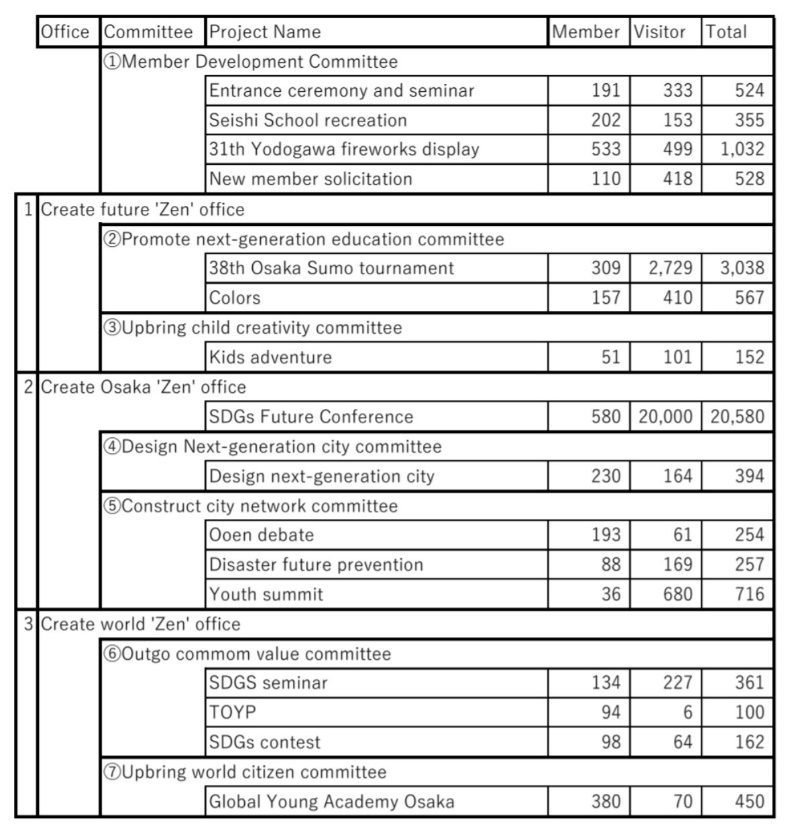 Office Committee Project Name Member Visitor Total
①Member Development Committee
Entrance ceremony and seminar 191 333 524
Seishi School recreation 202 153 355
31th Yodogawa fireworks display 533 499 1,032
New member solicitation 110 418 528
1 Create future 'Zen' office
②Promote next-generation education committee
38th Osaka Sumo tournament 309 2,729 3,038
Colors 157 410 567
③Upbring child creativity committee
Kids adventure 51 101 152
2 Create Osaka 'Zen' office
SDGs Future Conference 580 20,000 20,580
④Design Next-generation city committee
Design next-generation city 230 164 394
⑤Construct city network committee
Ooen debate 193 61 254
Disaster future prevention 88 169 257
Youth summit 36 680 716
3 Create world 'Zen' office
⑥Outgo commom value committee
SDGS seminar 134 227 361
TOYP 94 6 100
SDGs contest 98 64 162
⑦Upbring world citizen committee
Global Young Academy Osaka 380 70 450